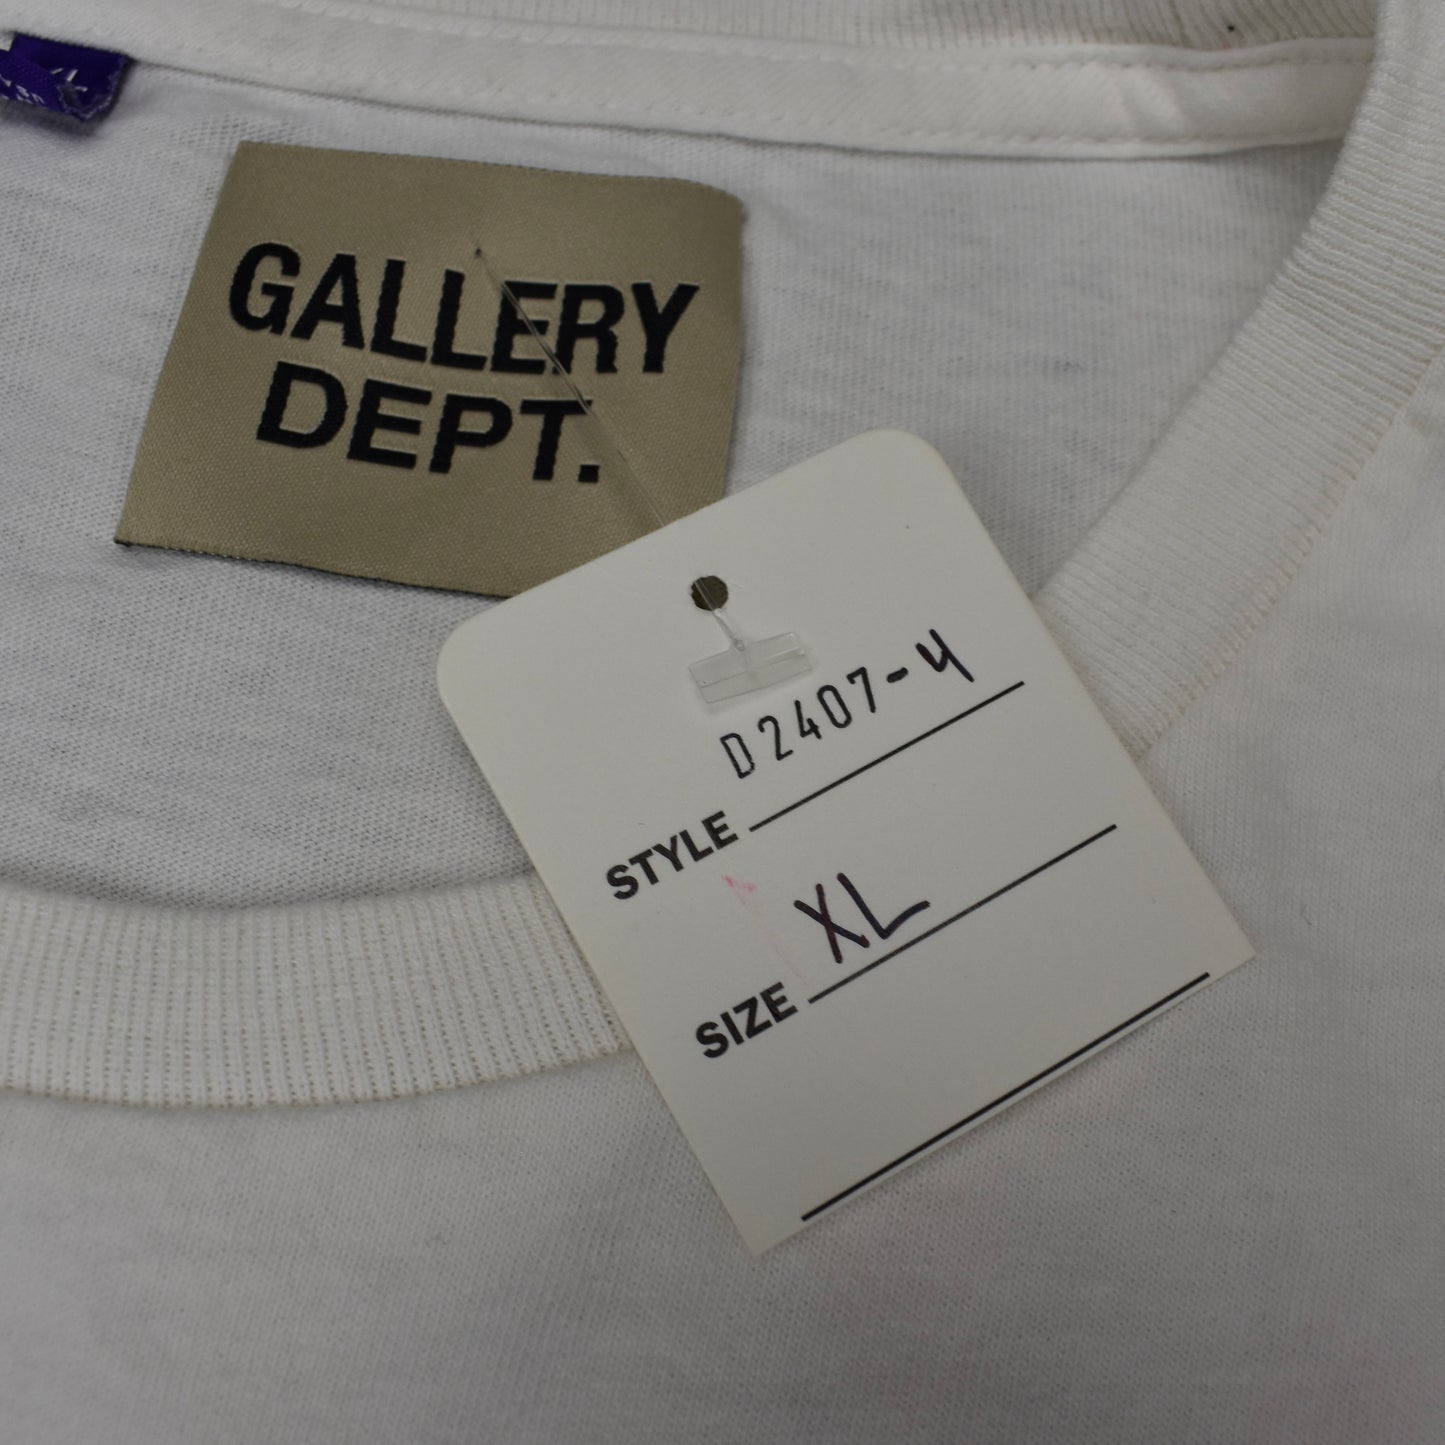 GALLERY
DEPT.
D2407-4
STYLE
XL
SIZE